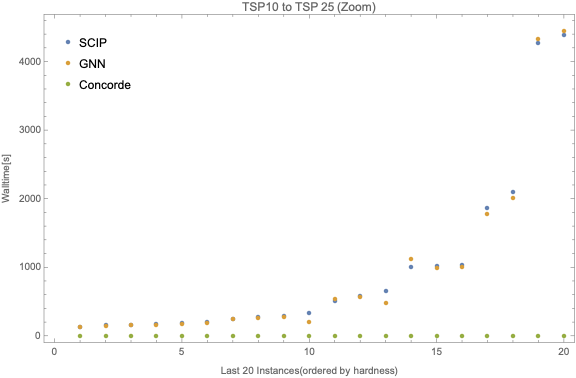 TSP10 to TSP 25 (Zoom)
SCIP
GNN
Concorde
Walltime[s]
4000
3000
2000
1000
0
0 5 10 15 20
Last 20 Instances(ordered by hardness)